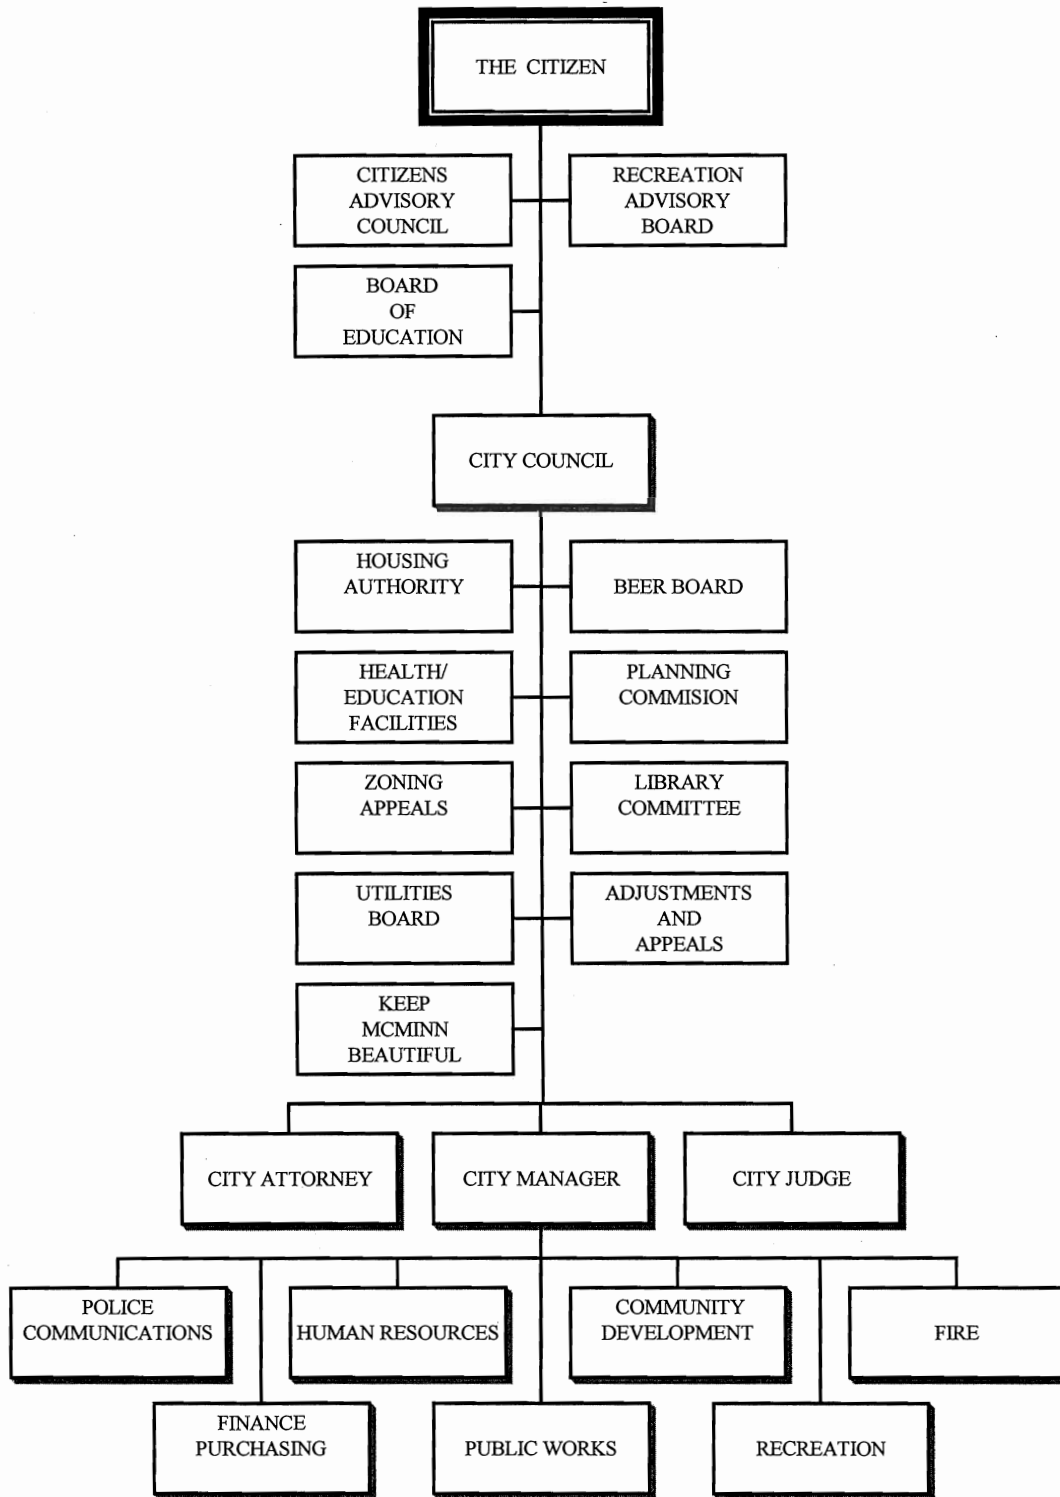 THE CITIZEN
CITIZENS
ADVISORY
COUNCIL
RECREATION
ADVISORY
BOARD
BOARD
OF
EDUCATION
CITY COUNCIL
HOUSING
AUTHORITY
BEER BOARD
HEALTH/
EDUCATION
FACILITIES
PLANNING
COMMISION
ZONING
APPEALS
LIBRARY
COMMITTEE
UTILITIES
BOARD
ADJUSTMENTS
AND
APPEALS
KEEP
MCMINN
BEAUTIFUL
CITY ATTORNEY
CITY MANAGER
CITY JUDGE
POLICE
COMMUNICATIONS
HUMAN RESOURCES
COMMUNITY
DEVELOPMENT
FIRE
FINANCE
PURCHASING
PUBLIC WORKS
RECREATION